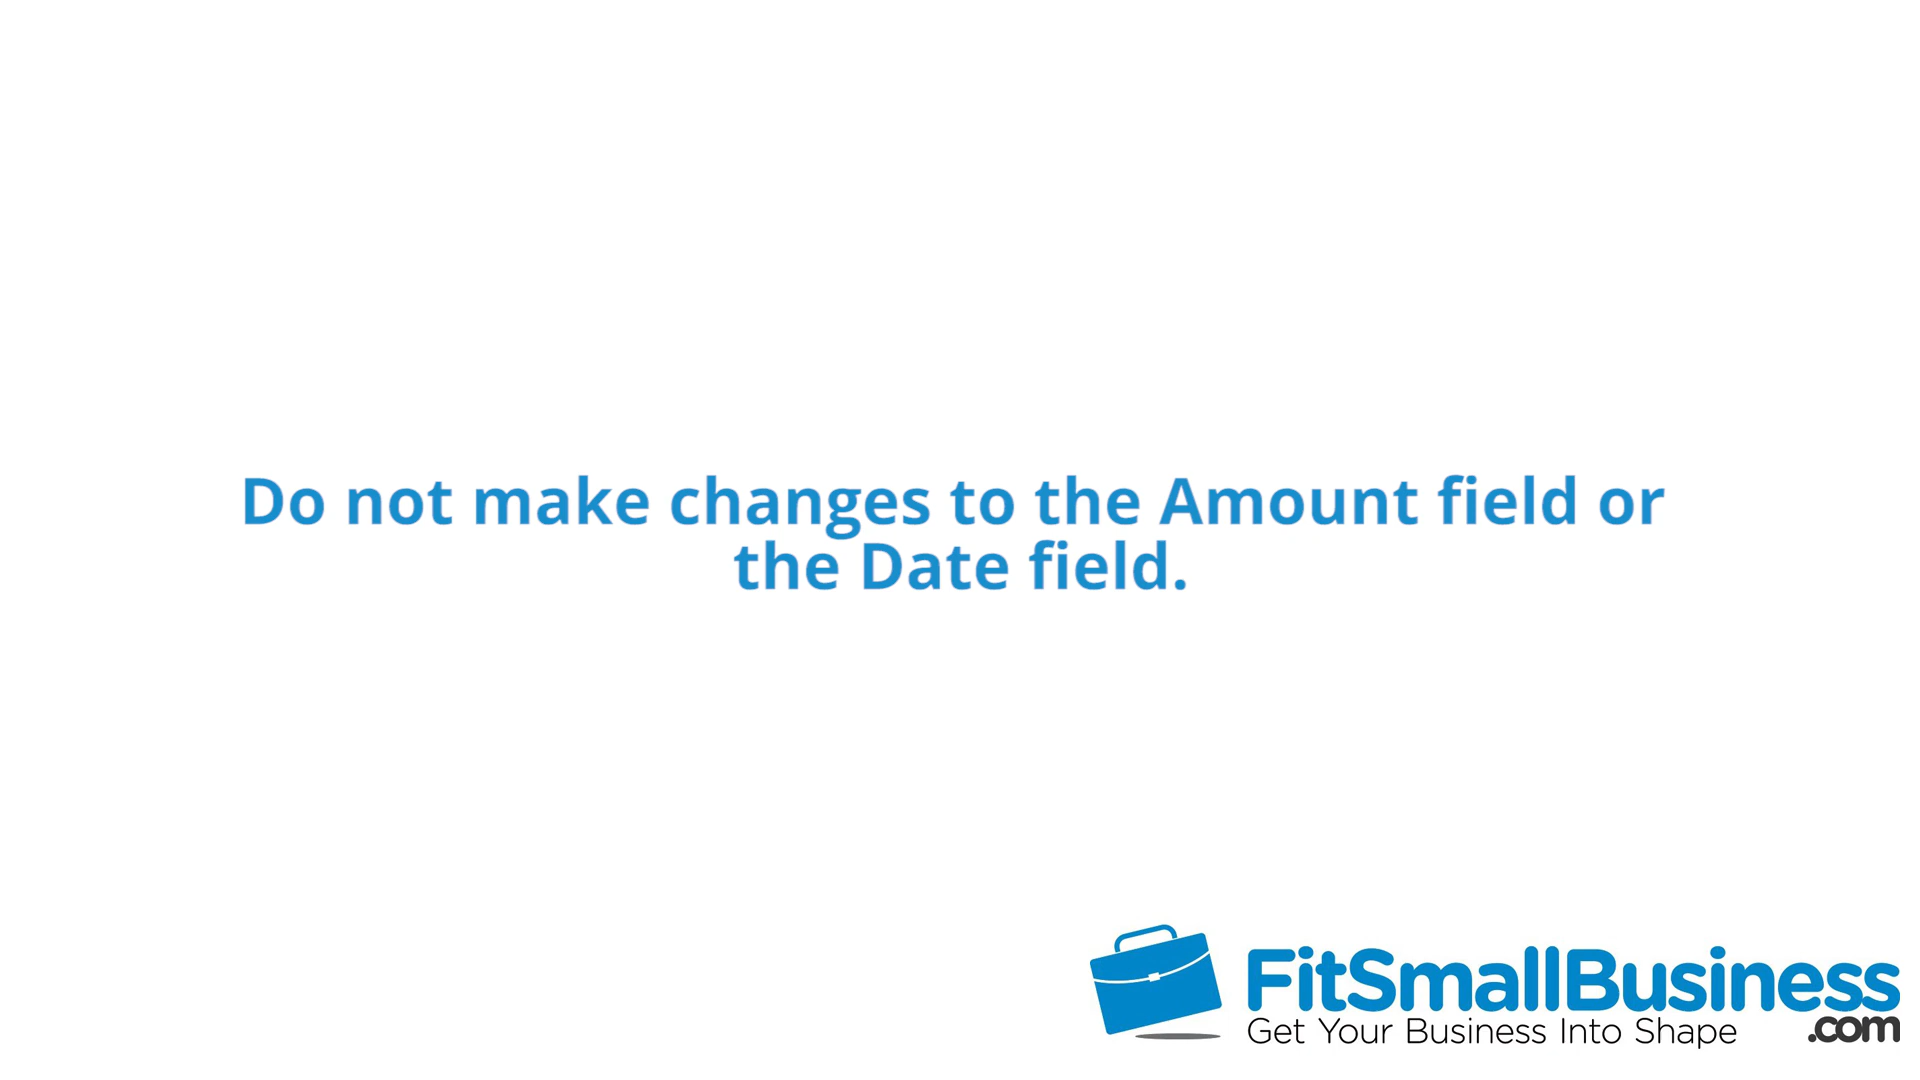 Do not make changes to the Amount field or
the Date field.
FitSmallBusiness
Get Your Business Into Shape
.com